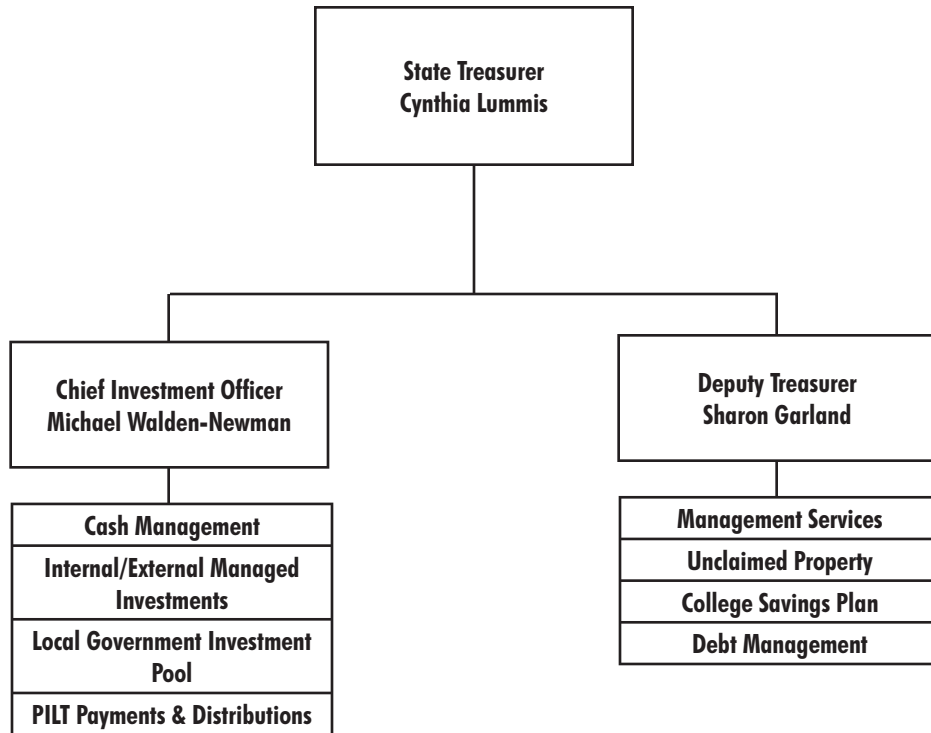 State Treasurer
Cynthia Lummis
Chief Investment Officer
Michael Walden-Newman
Cash Management
Internal/External Managed
Investments
Local Government Investment
Pool
PILT Payments & Distributions
Deputy Treasurer
Sharon Garland
Management Services
Unclaimed Property
College Savings Plan
Debt Management